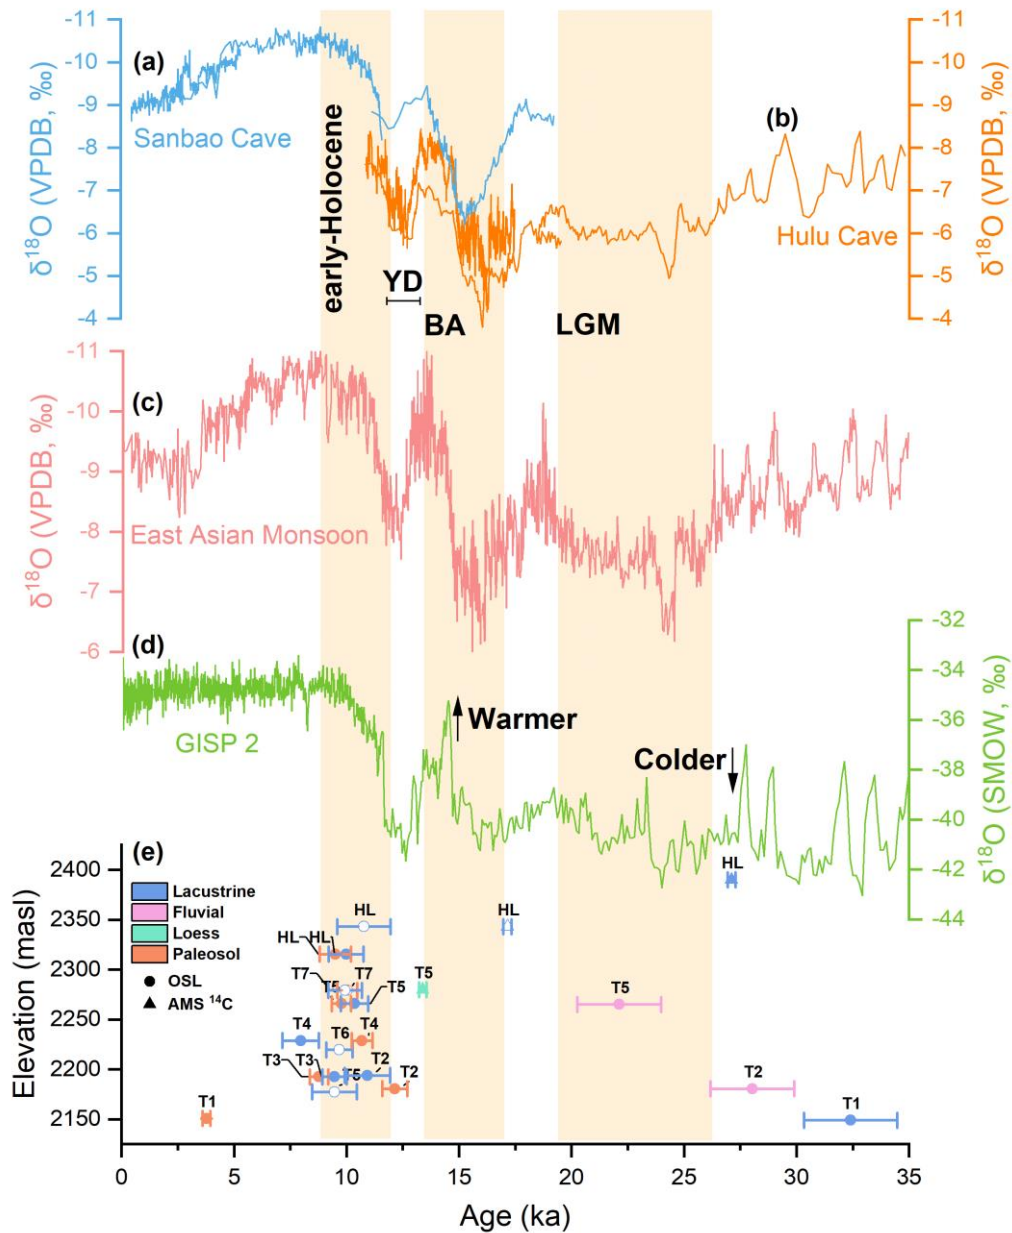 -11
-10
-9
-8
-7
-6
-5
-4
δ¹⁸O (VPDB, ‰)
(a)
Sanbao Cave
early-Holocene
YD
BA
LGM
(b)
Hulu Cave
-11
-10
-9
-8
-7
-6
-5
-4
δ¹⁸O (VPDB, ‰)
-11
-10
-9
-8
-7
-6
δ¹⁸O (VPDB, ‰)
(c)
East Asian Monsoon
(d)
GISP 2
Warmer
Colder
-32
-34
-36
-38
-40
-42
-44
δ¹⁸O (SMOW, ‰)
(e)
2400
2350
2300
2250
2200
2150
Elevation (masl)
Lacustrine
Fluvial
Loess
Paleosol
OSL
AMS ¹⁴C
HL
HL
HL
HL HL
T7 T7
T5 T5
T5
T5
T4 T4
T6
T3 T3 T2
T5
T2
T2
T1
T1
0 5 10 15 20 25 30 35
Age (ka)